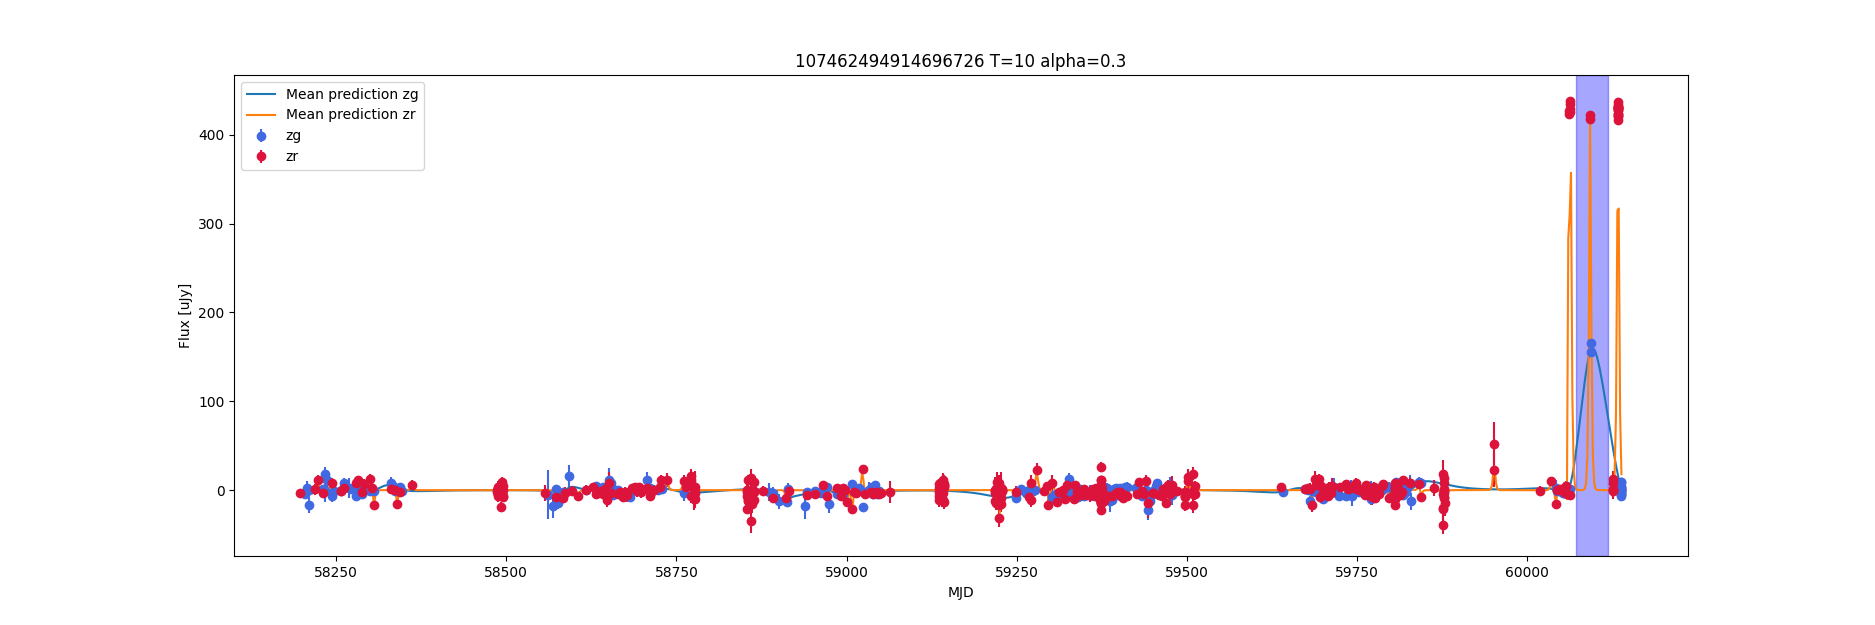 107462494914696726 T=10 alpha=0.3
Mean prediction zg
Mean prediction zr
zg
zr
Flux [uJy]
400
300
200
100
0
58250 58500 58750 59000 59250 59500 59750 60000
MJD